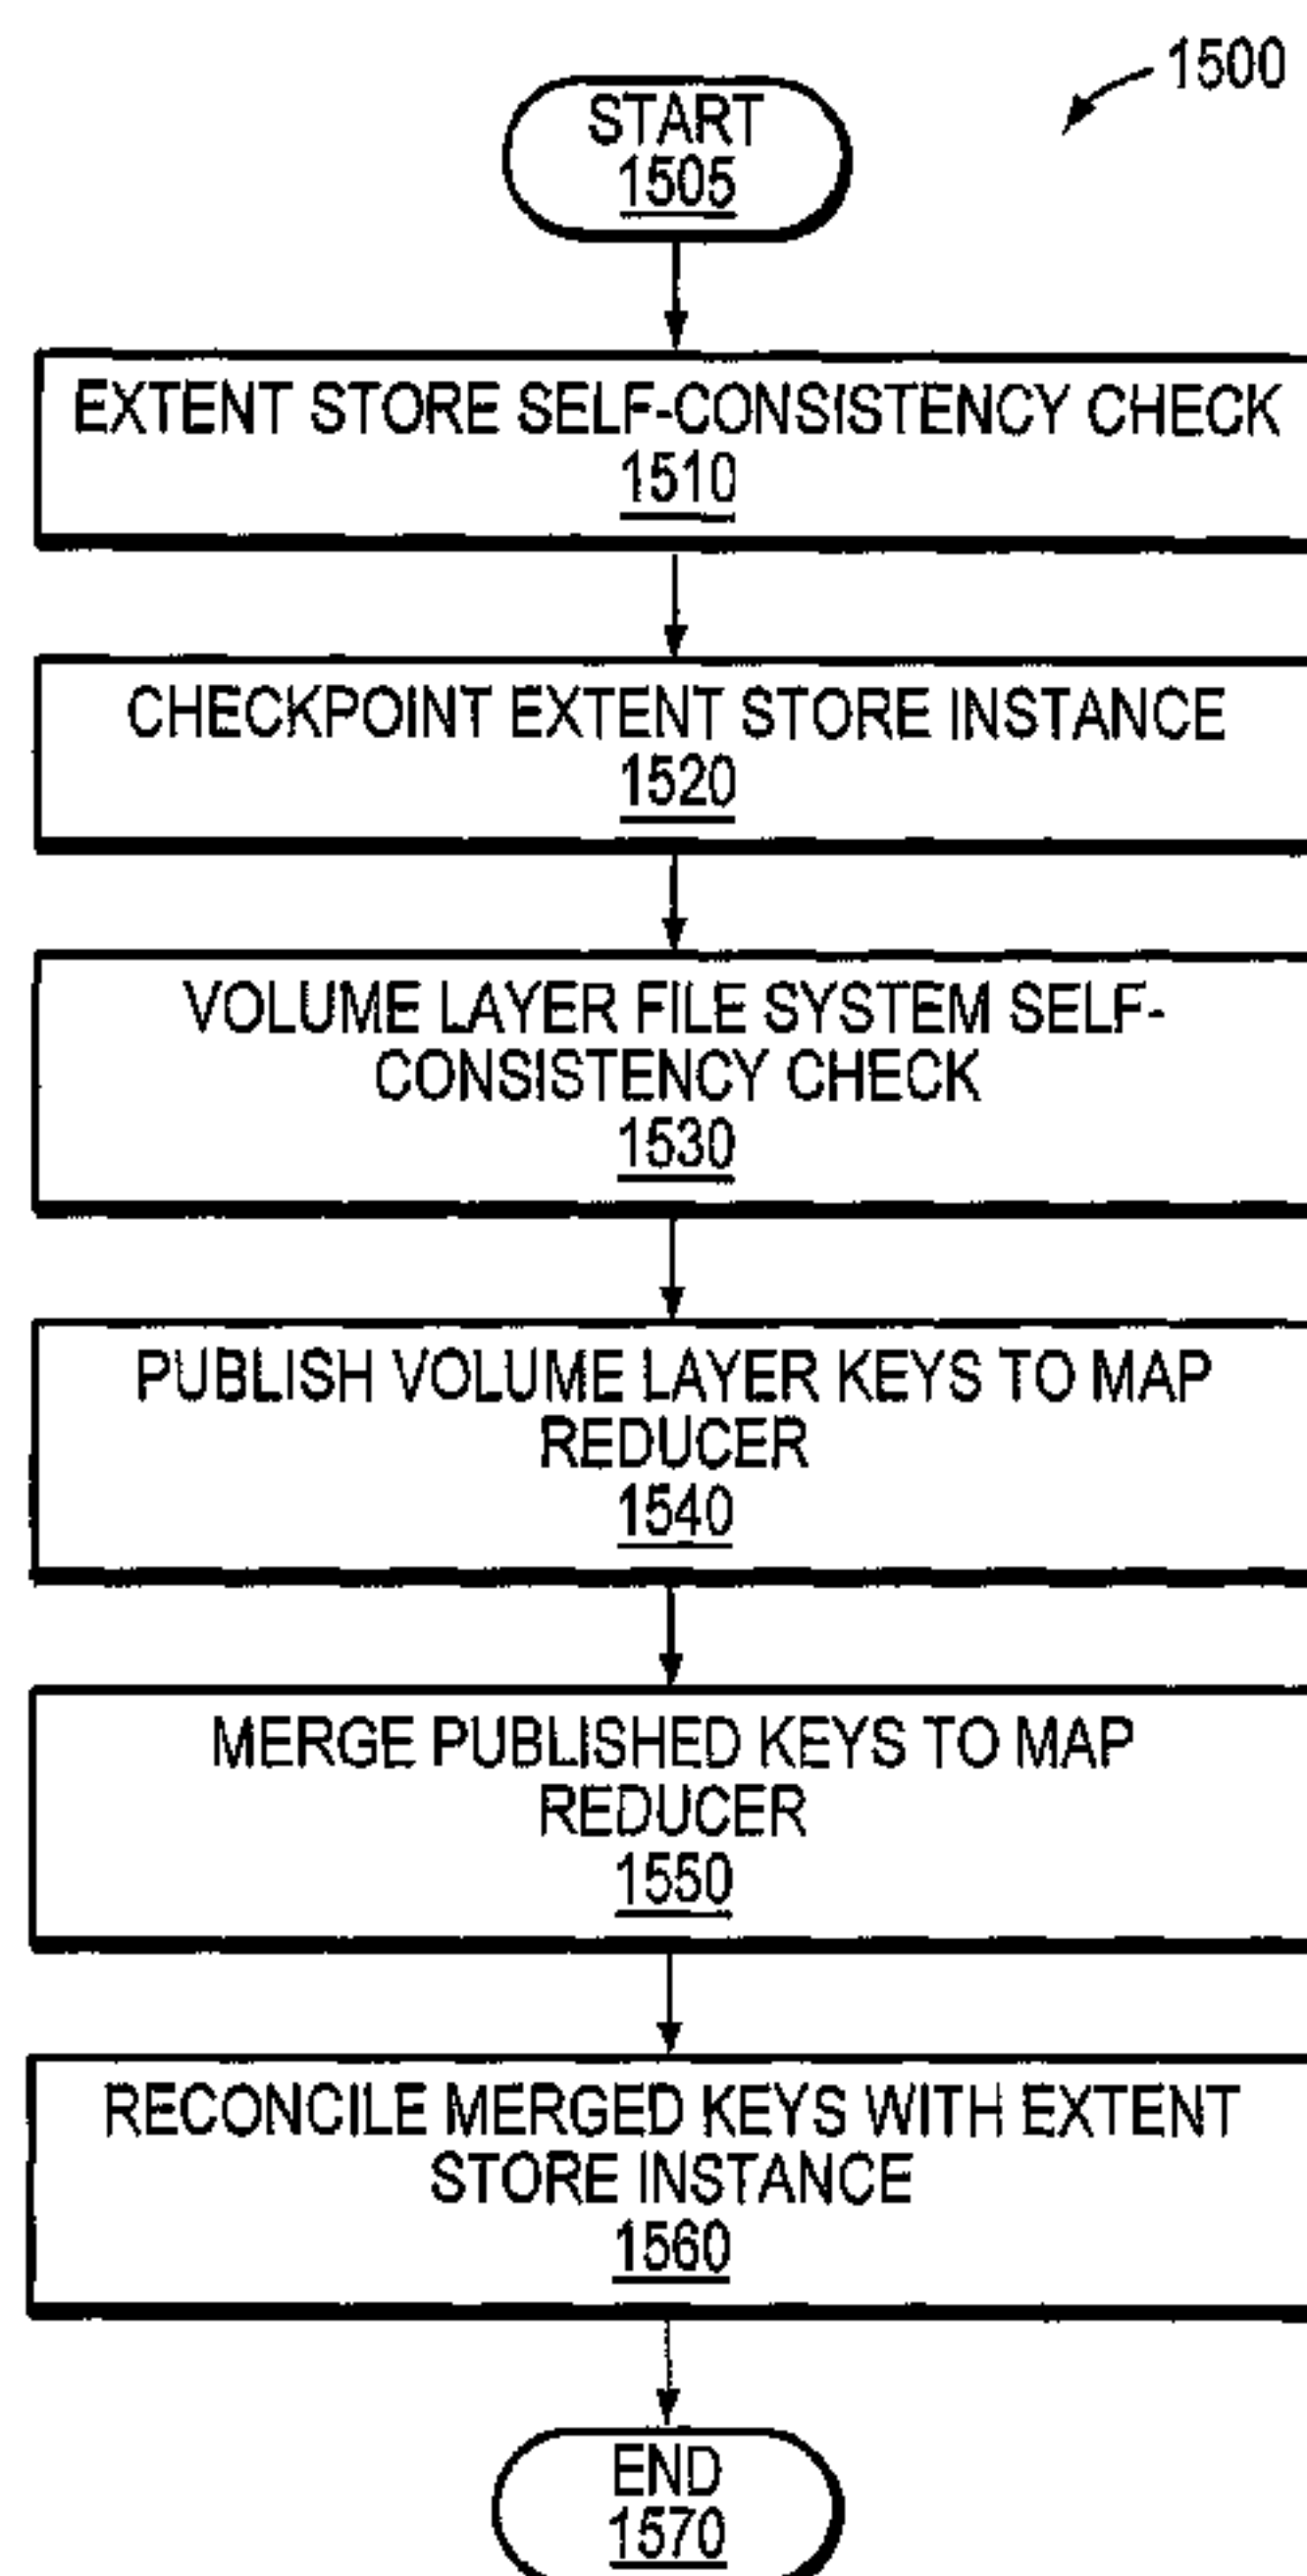 1500
START
1505
EXTENT STORE SELF-CONSISTENCY CHECK
1510
CHECKPOINT EXTENT STORE INSTANCE
1520
VOLUME LAYER FILE SYSTEM SELF-
CONSISTENCY CHECK
1530
PUBLISH VOLUME LAYER KEYS TO MAP
REDUCER
1540
MERGE PUBLISHED KEYS TO MAP
REDUCER
1550
RECONCILE MERGED KEYS WITH EXTENT
STORE INSTANCE
1560
END
1570